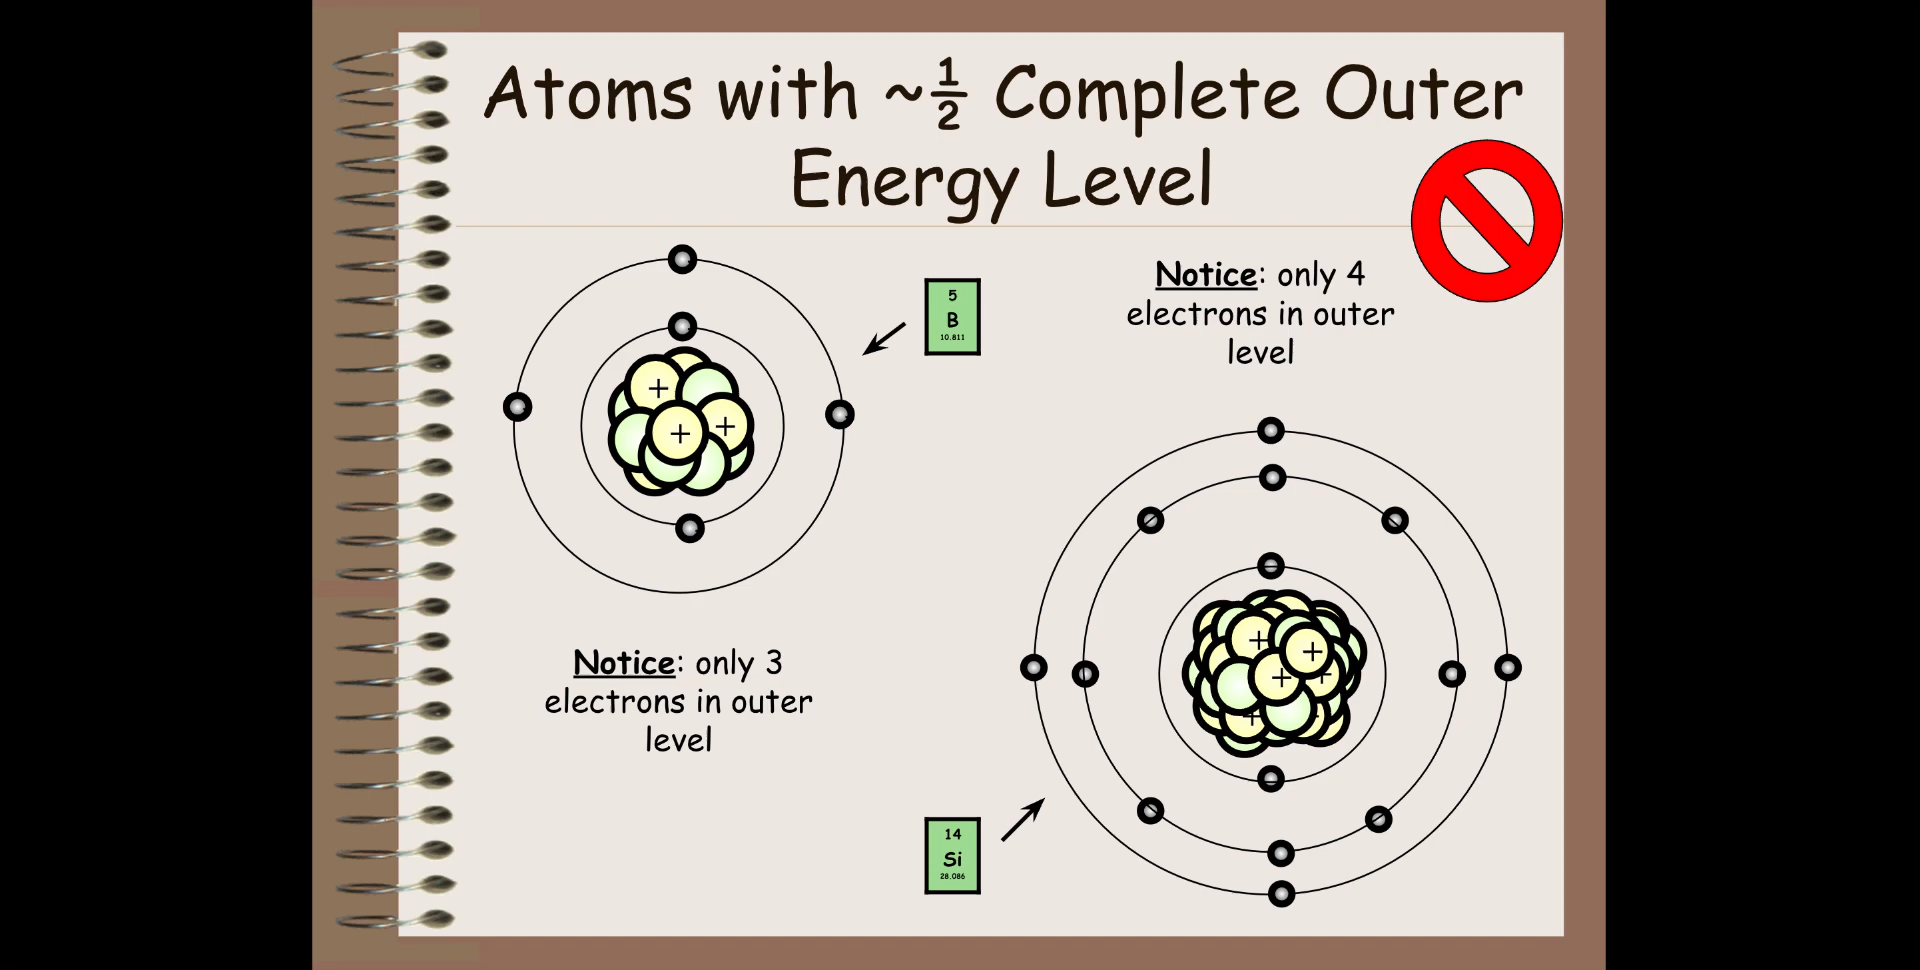 Atoms with ~½ Complete Outer
Energy Level
5
B
10.811
Notice: only 4
electrons in outer
level
+
+
+
Notice: only 3
electrons in outer
level
+
+
+
+
+
14
Si
28.086